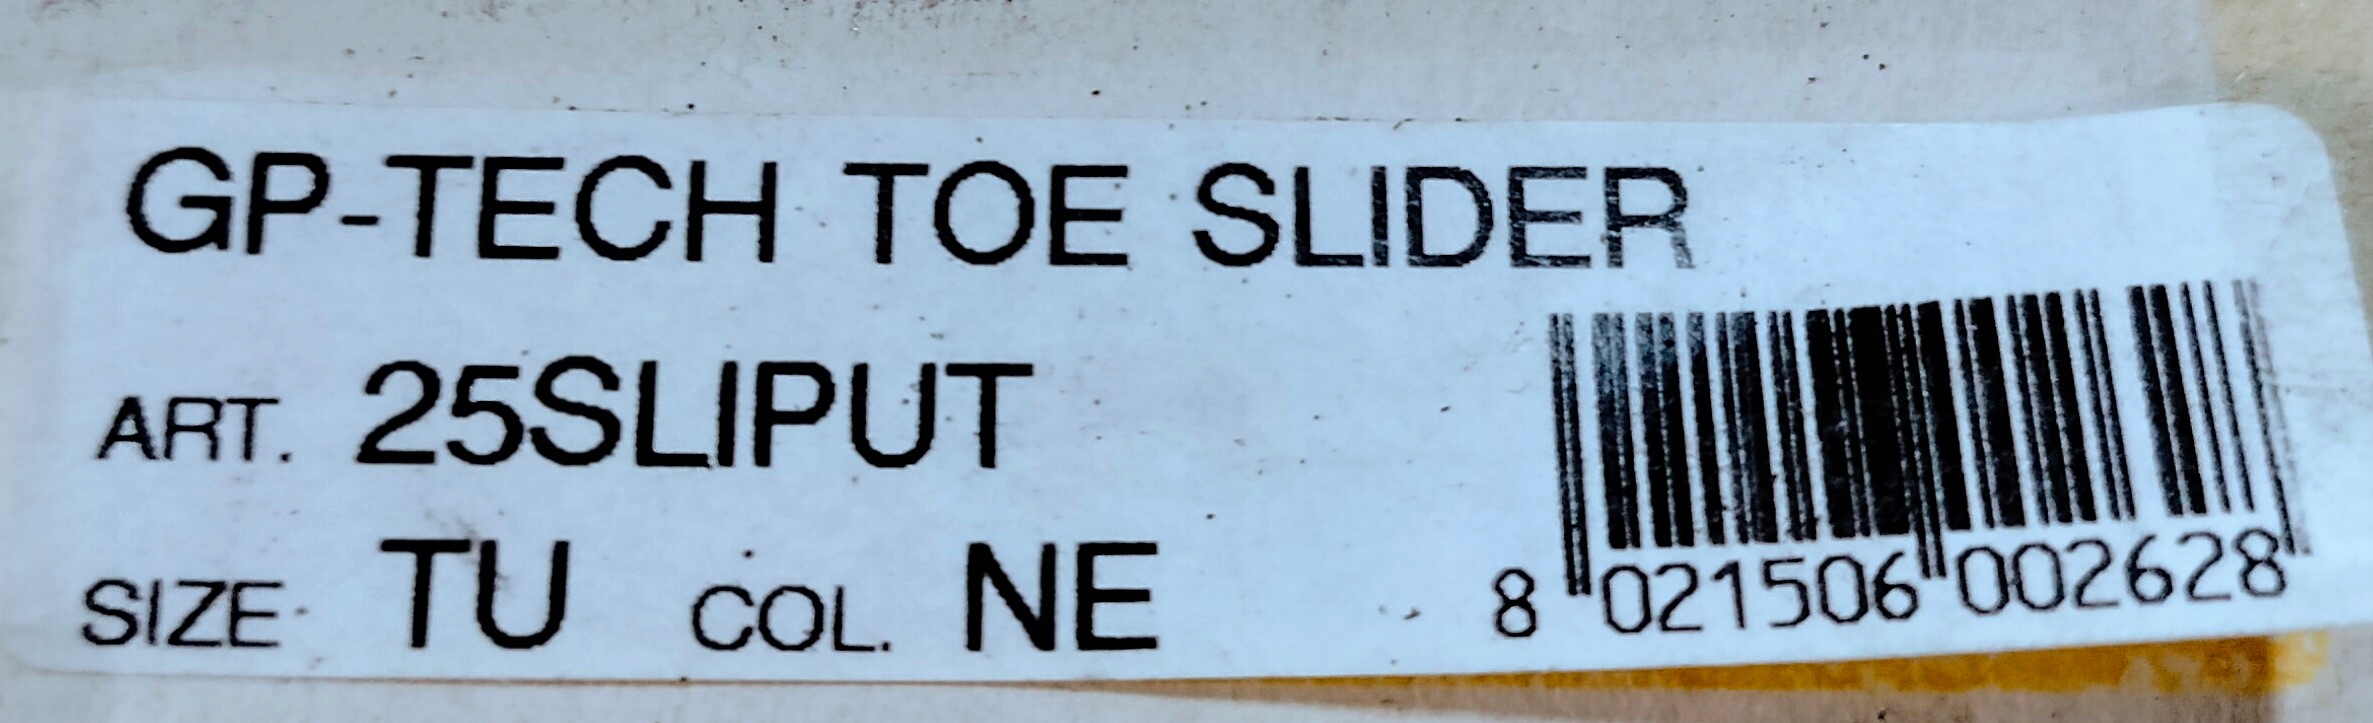 GP-TECH TOE SLIDER
ART. 25SLIPUT
SIZE TU COL. NE
8 021506 002628